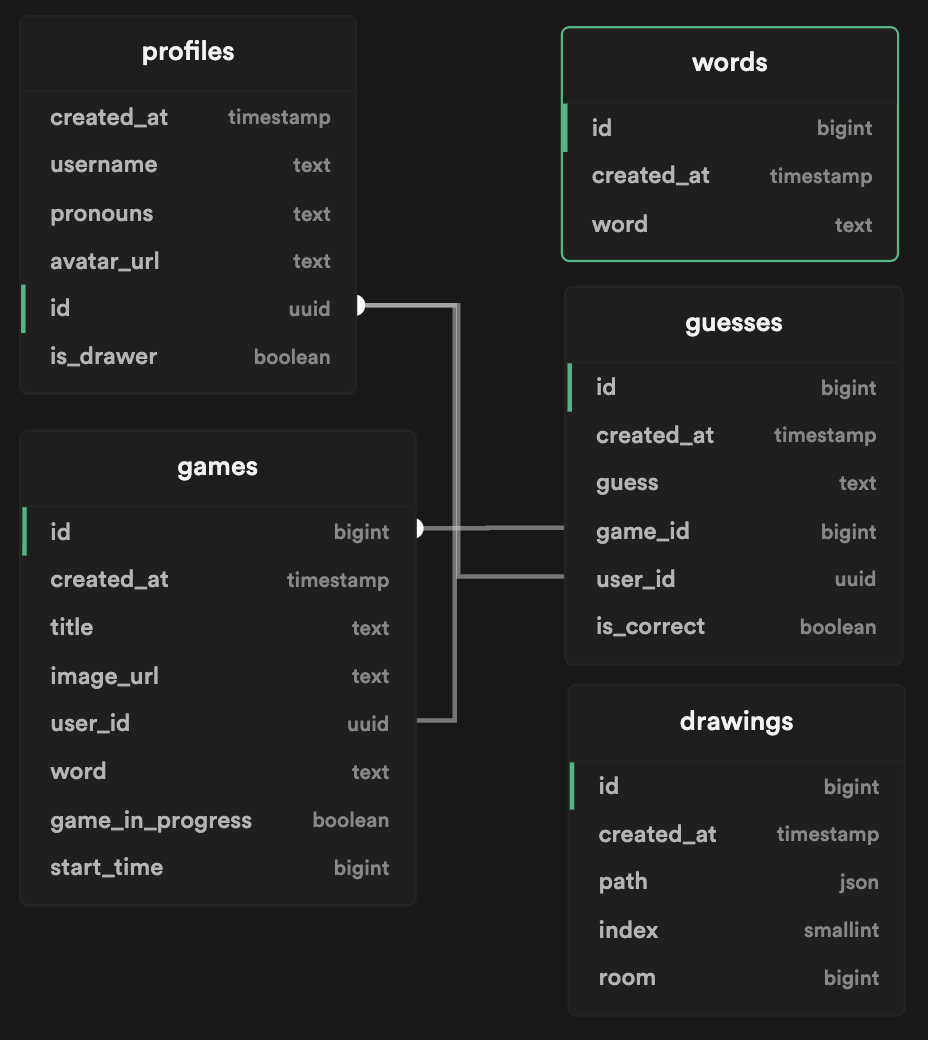 profiles
created_at timestamp
username text
pronouns text
avatar_url text
id uuid
is_drawer boolean
words
id bigint
created_at timestamp
word text
guesses
id bigint
created_at timestamp
guess text
game_id bigint
user_id uuid
is_correct boolean
games
id bigint
created_at timestamp
title text
image_url text
user_id uuid
word text
game_in_progress boolean
start_time bigint
drawings
id bigint
created_at timestamp
path json
index smallint
room bigint